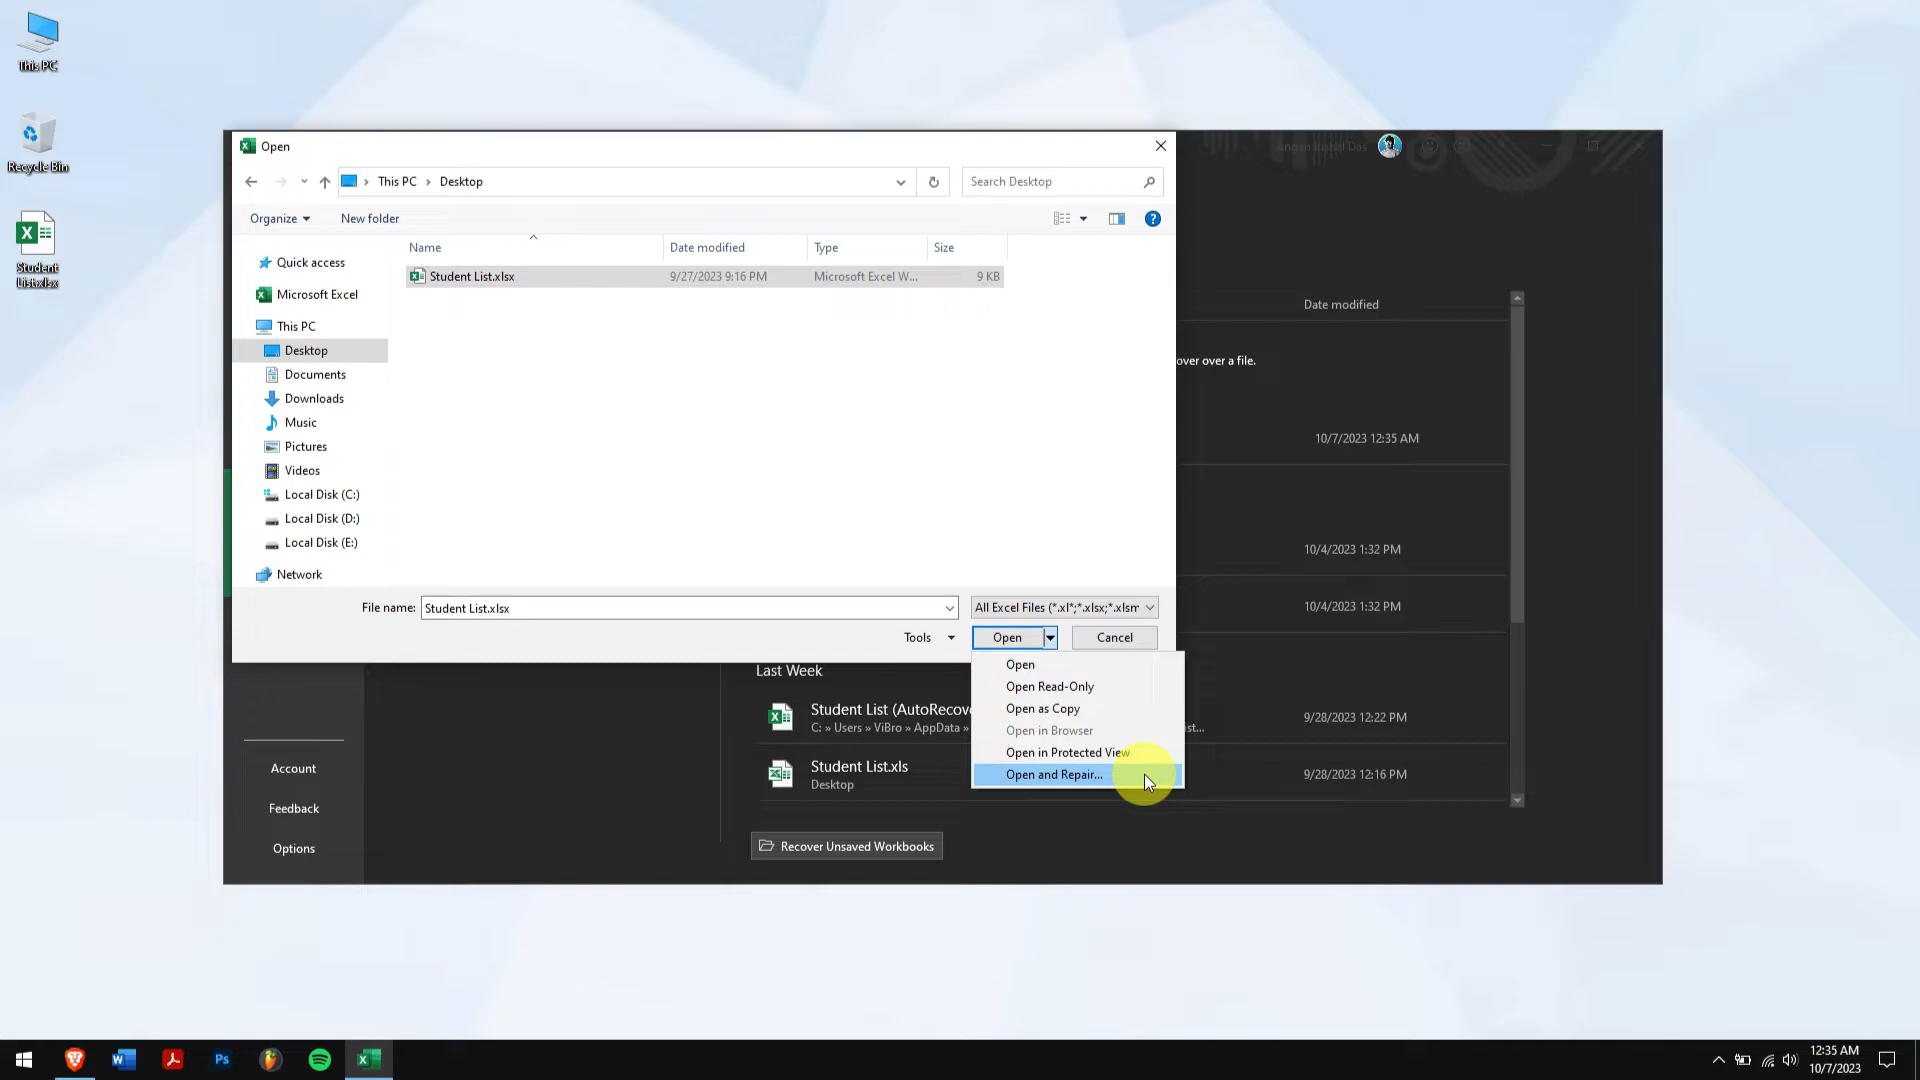 This PC
Recycle Bin
Student
List.xlsx
Open
This PC > Desktop
Search Desktop
Organize
New folder
Name
Date modified
Type
Size
Student List.xlsx
9/27/2023 9:16 PM
Microsoft Excel W...
9 KB
Quick access
Microsoft Excel
This PC
Desktop
Documents
Downloads
Music
Pictures
Videos
Local Disk (C:)
Local Disk (D:)
Local Disk (E:)
Network
File name:
Student List.xlsx
All Excel Files (*.xl*;*.xlsx;*.xlsm
Tools
Open
Cancel
Open
Open Read-Only
Open as Copy
Open in Browser
Open in Protected View
Open and Repair...
Date modified
over over a file.
10/7/2023 12:35 AM
10/4/2023 1:32 PM
10/4/2023 1:32 PM
Last Week
Student List (AutoRecove
C: » Users » ViBro » AppData »
st...
9/28/2023 12:22 PM
Student List.xls
Desktop
9/28/2023 12:16 PM
Recover Unsaved Workbooks
Account
Feedback
Options
12:35 AM
10/7/2023